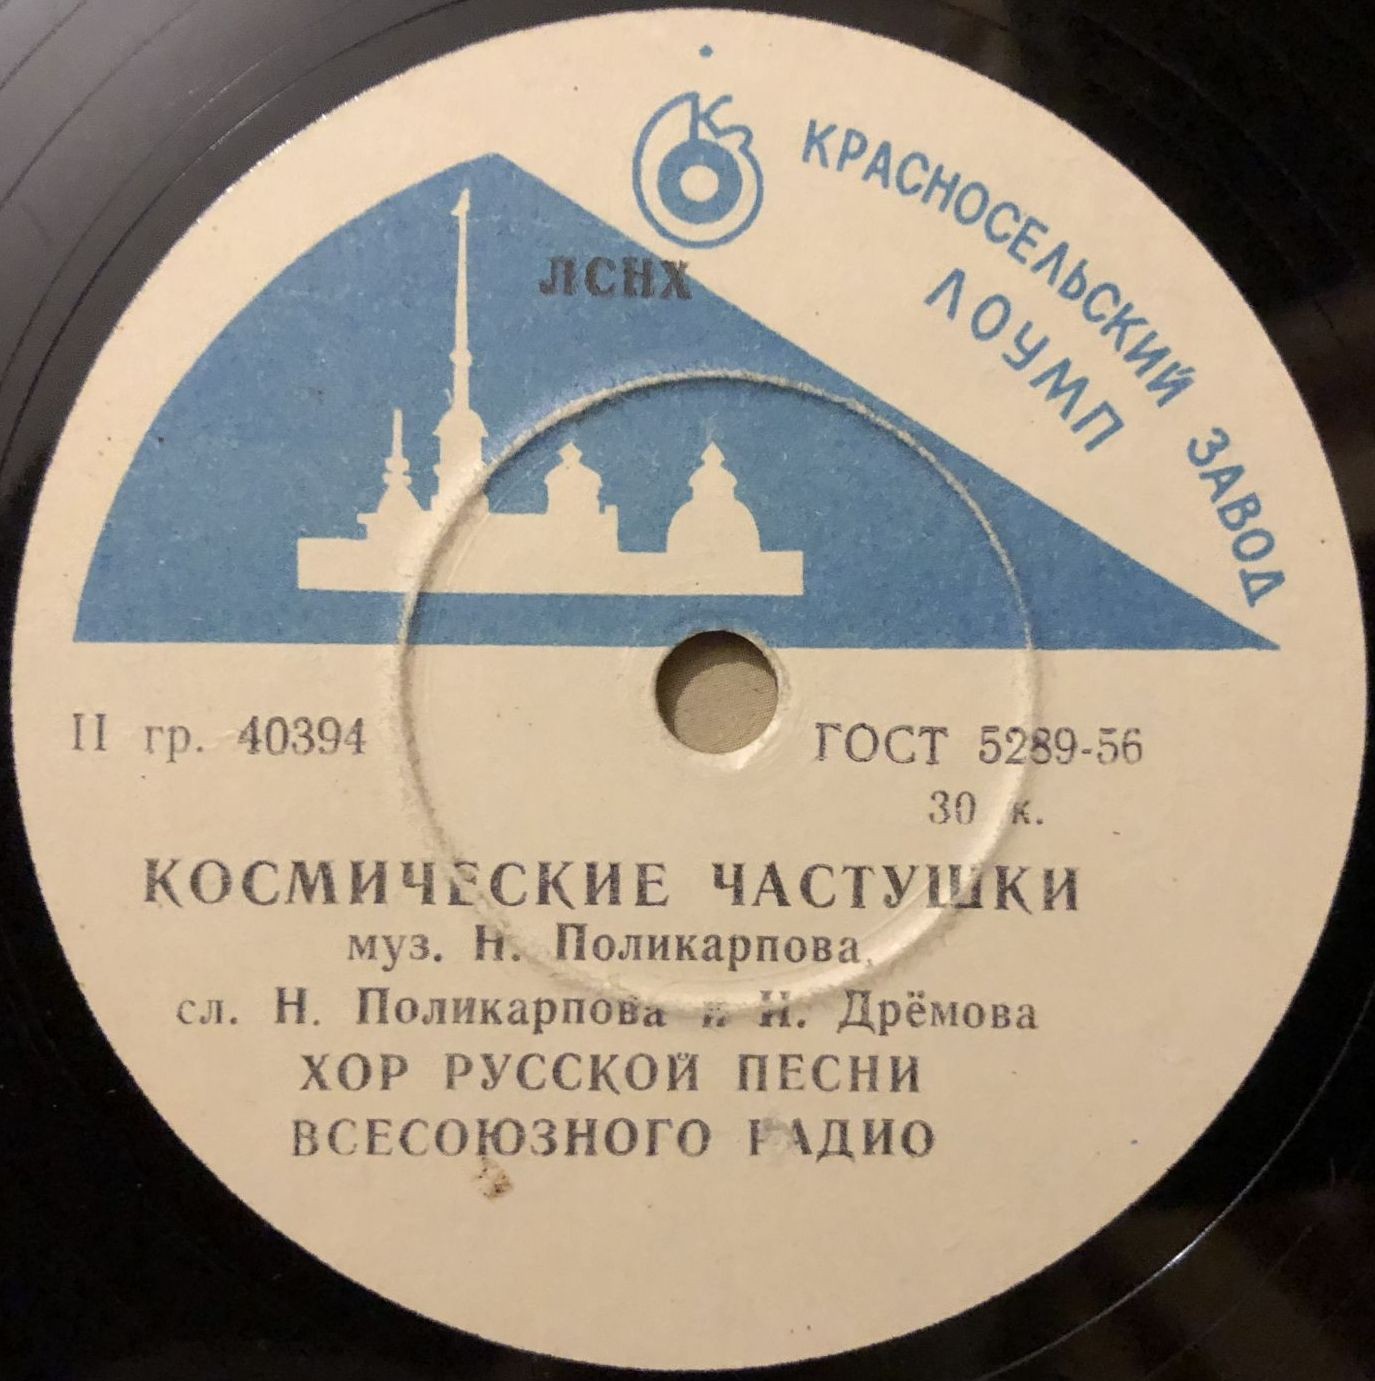 КРАСНОСЕЛЬСКИЙ ЗАВОД
ЛОУМП
ЛСНХ
II гр. 40394
ГОСТ 5289-56
30 к.
КОСМИЧЕСКИЕ ЧАСТУШКИ
муз. Н. Поликарпова,
сл. Н. Поликарпова и Н. Дрёмова
ХОР РУССКОЙ ПЕСНИ
ВСЕСОЮЗНОГО РАДИО